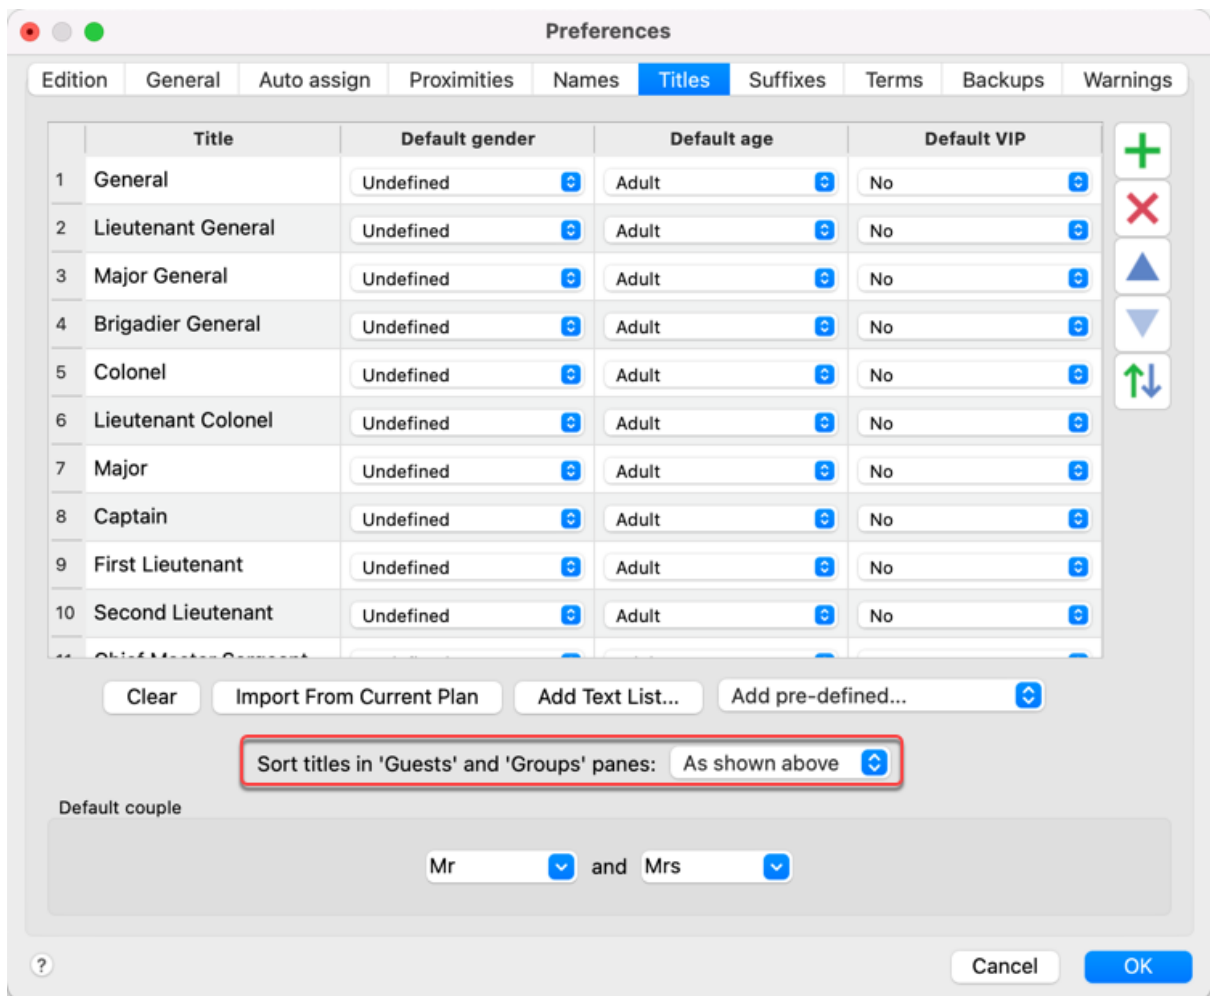 Preferences
Edition General Auto assign Proximities Names Titles Suffixes Terms Backups Warnings
Title Default gender Default age Default VIP
1 General Undefined Adult No
2 Lieutenant General Undefined Adult No
3 Major General Undefined Adult No
4 Brigadier General Undefined Adult No
5 Colonel Undefined Adult No
6 Lieutenant Colonel Undefined Adult No
7 Major Undefined Adult No
8 Captain Undefined Adult No
9 First Lieutenant Undefined Adult No
10 Second Lieutenant Undefined Adult No
Clear Import From Current Plan Add Text List... Add pre-defined...
Sort titles in 'Guests' and 'Groups' panes: As shown above
Default couple
Mr and Mrs
? Cancel OK